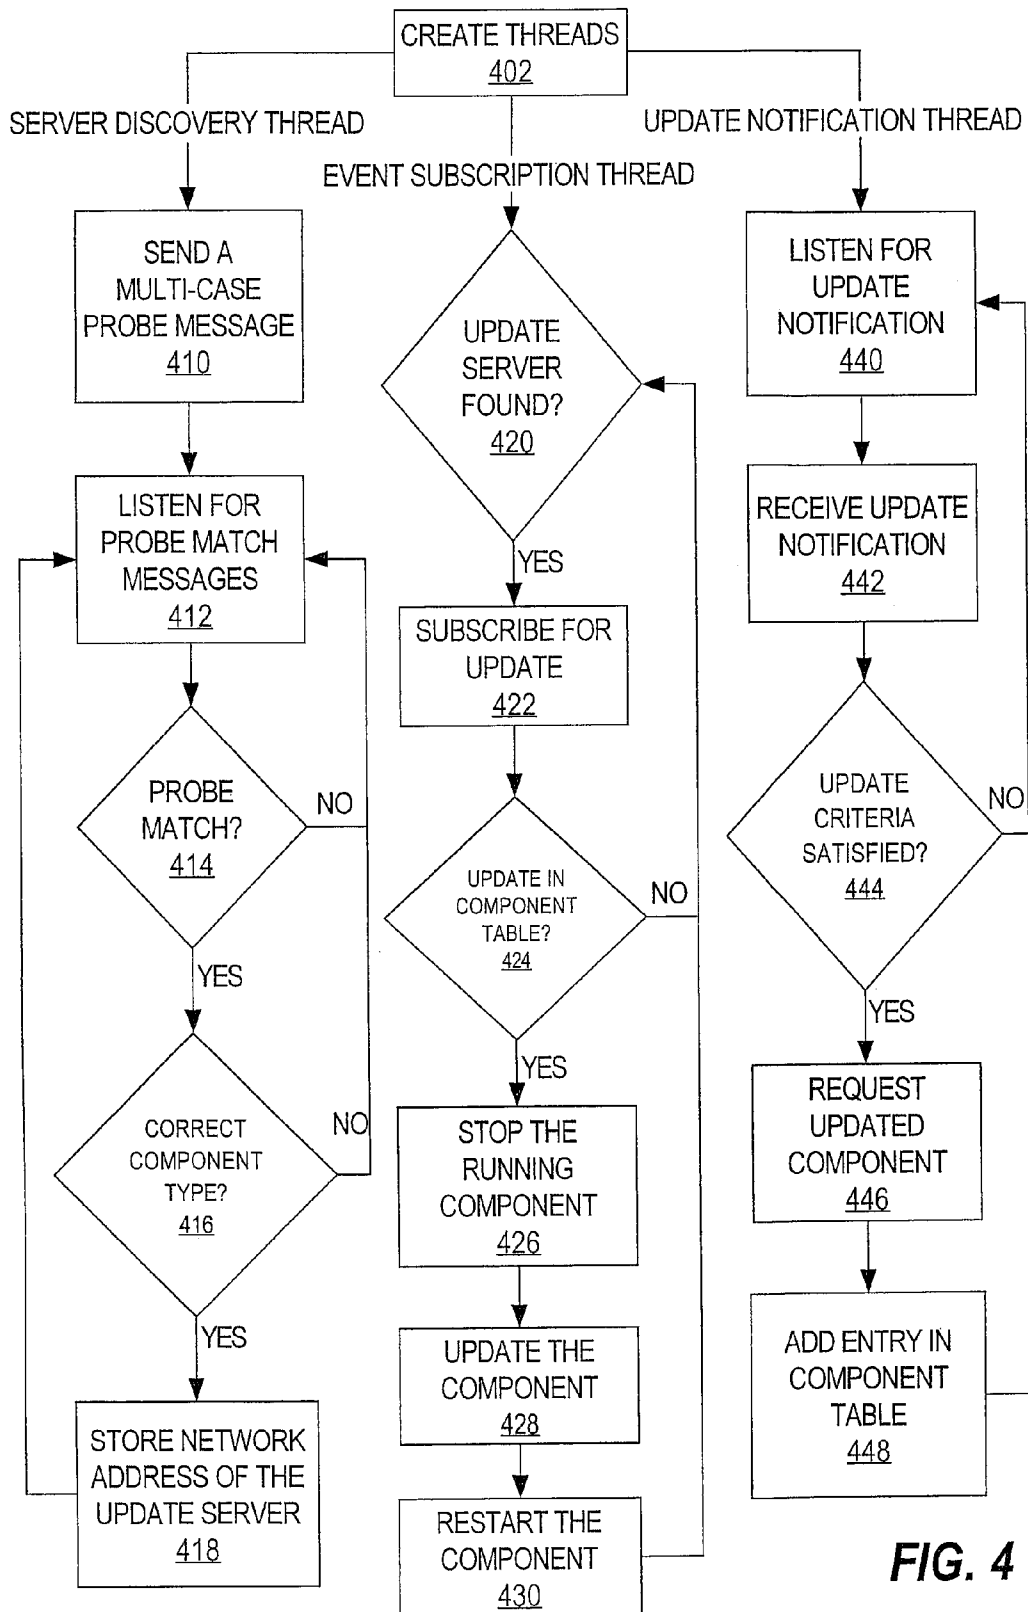 CREATE THREADS
402
SERVER DISCOVERY THREAD
EVENT SUBSCRIPTION THREAD
UPDATE NOTIFICATION THREAD
SEND A
MULTI-CASE
PROBE MESSAGE
410
LISTEN FOR
PROBE MATCH
MESSAGES
412
PROBE
MATCH?
414
NO
YES
CORRECT
COMPONENT
TYPE?
416
NO
YES
STORE NETWORK
ADDRESS OF THE
UPDATE SERVER
418
UPDATE
SERVER
FOUND?
420
YES
SUBSCRIBE FOR
UPDATE
422
UPDATE IN
COMPONENT
TABLE?
424
NO
YES
STOP THE
RUNNING
COMPONENT
426
UPDATE THE
COMPONENT
428
RESTART THE
COMPONENT
430
LISTEN FOR
UPDATE
NOTIFICATION
440
RECEIVE UPDATE
NOTIFICATION
442
UPDATE
CRITERIA
SATISFIED?
444
NO
YES
REQUEST
UPDATED
COMPONENT
446
ADD ENTRY IN
COMPONENT
TABLE
448
FIG. 4